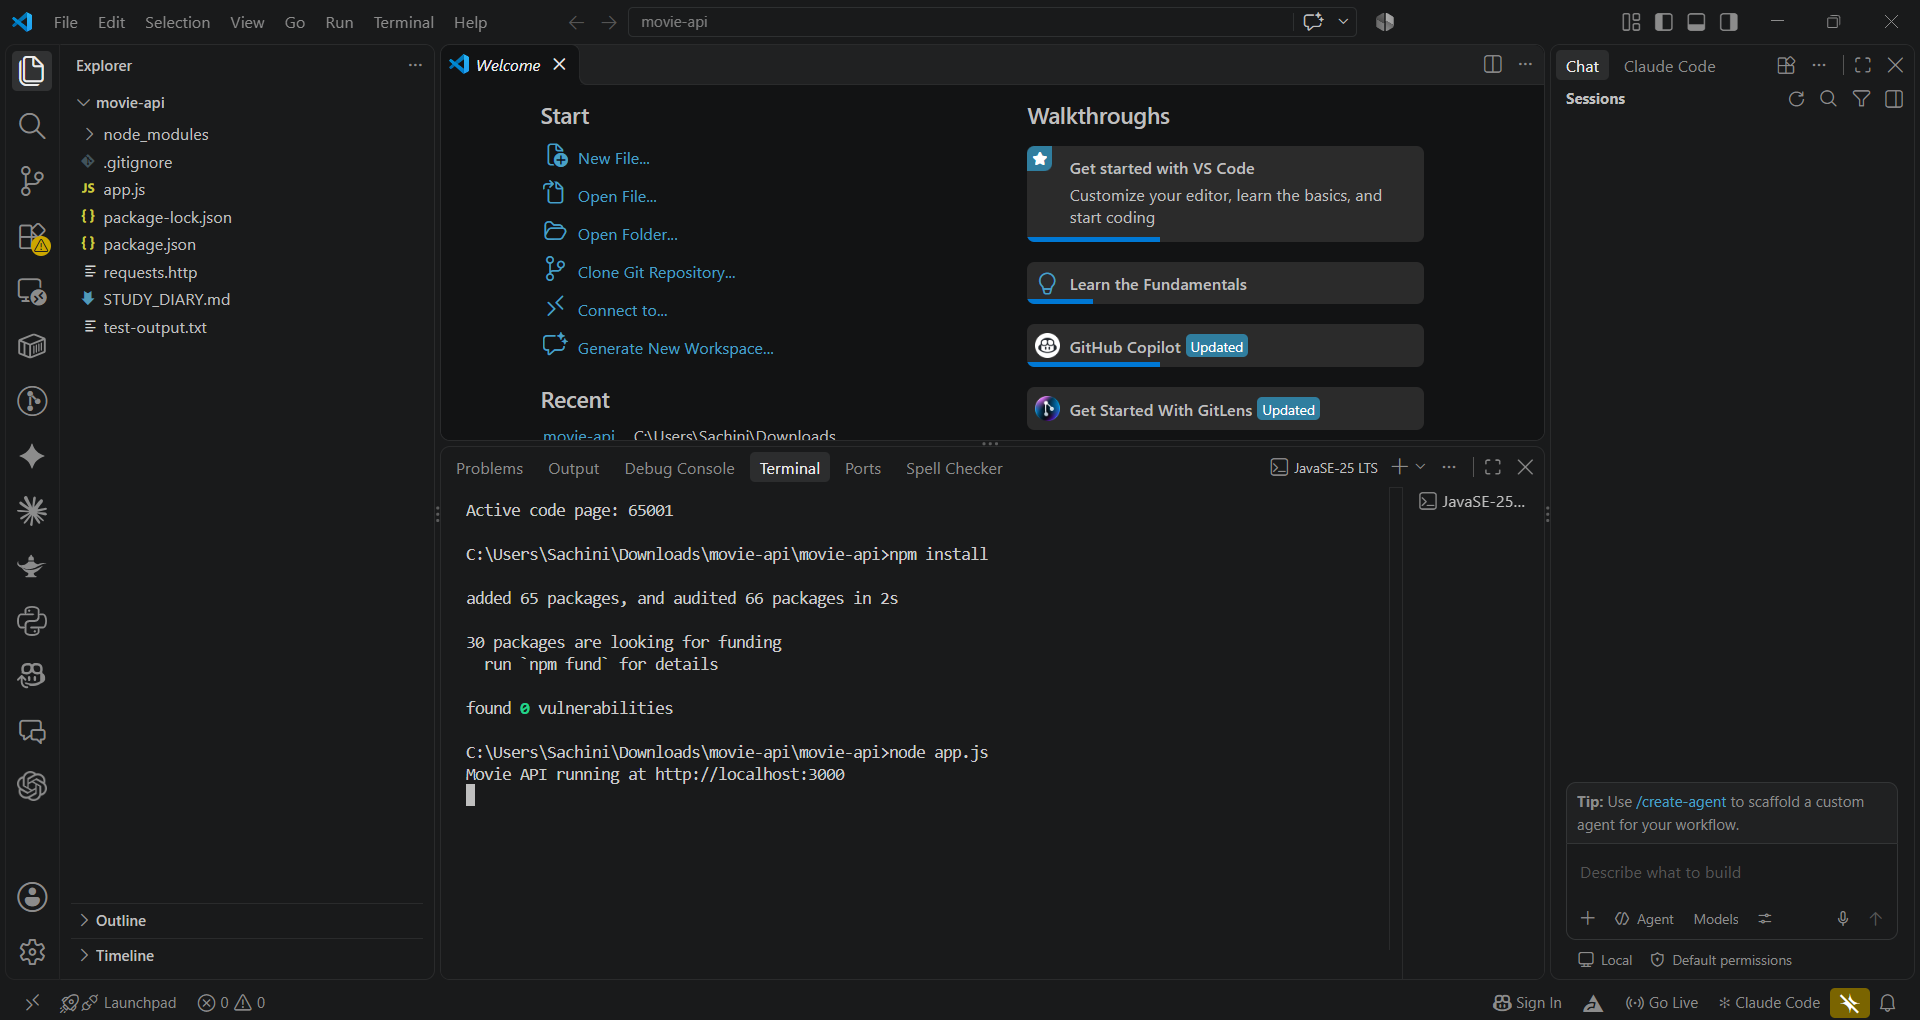 File Edit Selection View Go Run Terminal Help
movie-api
Explorer
movie-api
node_modules
.gitignore
JS app.js
{} package-lock.json
{} package.json
requests.http
STUDY_DIARY.md
test-output.txt
Outline
Timeline
Welcome
Start
New File...
Open File...
Open Folder...
Clone Git Repository...
Connect to...
Generate New Workspace...
Recent
movie-api C:\Users\Sachini\Downloads
Walkthroughs
Get started with VS Code
Customize your editor, learn the basics, and
start coding
Learn the Fundamentals
GitHub Copilot Updated
Get Started With GitLens Updated
Problems Output Debug Console Terminal Ports Spell Checker
JavaSE-25 LTS
JavaSE-25...
Active code page: 65001
C:\Users\Sachini\Downloads\movie-api\movie-api>npm install
added 65 packages, and audited 66 packages in 2s
30 packages are looking for funding
run `npm fund` for details
found 0 vulnerabilities
C:\Users\Sachini\Downloads\movie-api\movie-api>node app.js
Movie API running at http://localhost:3000
Chat Claude Code
Sessions
Tip: Use /create-agent to scaffold a custom
agent for your workflow.
Describe what to build
Agent Models
Local Default permissions
Launchpad 0 0
Sign In Go Live Claude Code